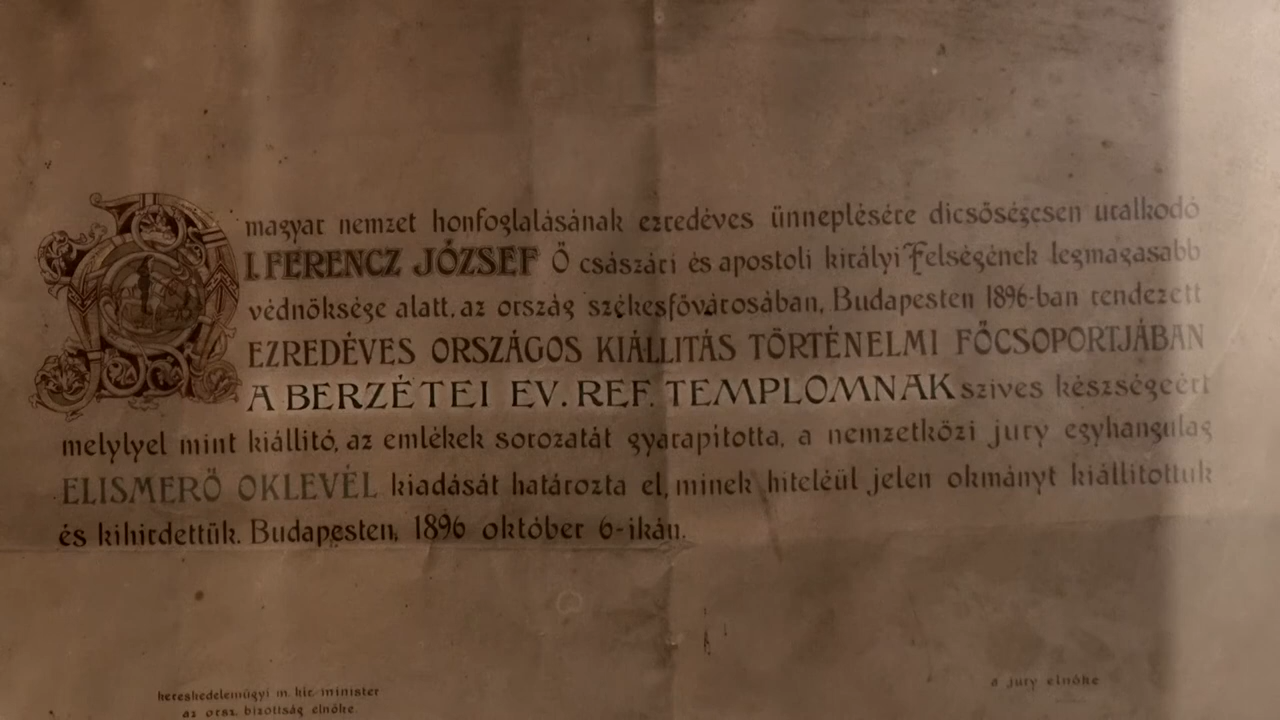 A magyar nemzet honfoglalásának ezredéves ünneplésére dicsőségesen uralkodó
I. FERENCZ JÓZSEF Ő császári és apostoli királyi Felségének legmagasabb
védnöksége alatt, az ország székesfővárosában, Budapesten 1896-ban rendezett
EZREDÉVES ORSZÁGOS KIÁLLITÁS TÖRTÉNELMI FŐCSOPORTJÁBAN
A BERZÉTEI EV. REF. TEMPLOMNAK szives készségeért
melylyel mint kiállitó, az emlékek sorozatát gyarapitotta, a nemzetközi jury egyhangulag
ELISMERŐ OKLEVÉL kiadását határozta el, minek hiteléül jelen okmányt kiállitottuk
és kihirdettük. Budapesten, 1896 október 6-ikán.
kereskedelemügyi m. kir. minister
az orsz. bizottság elnöke.
a jury elnöke